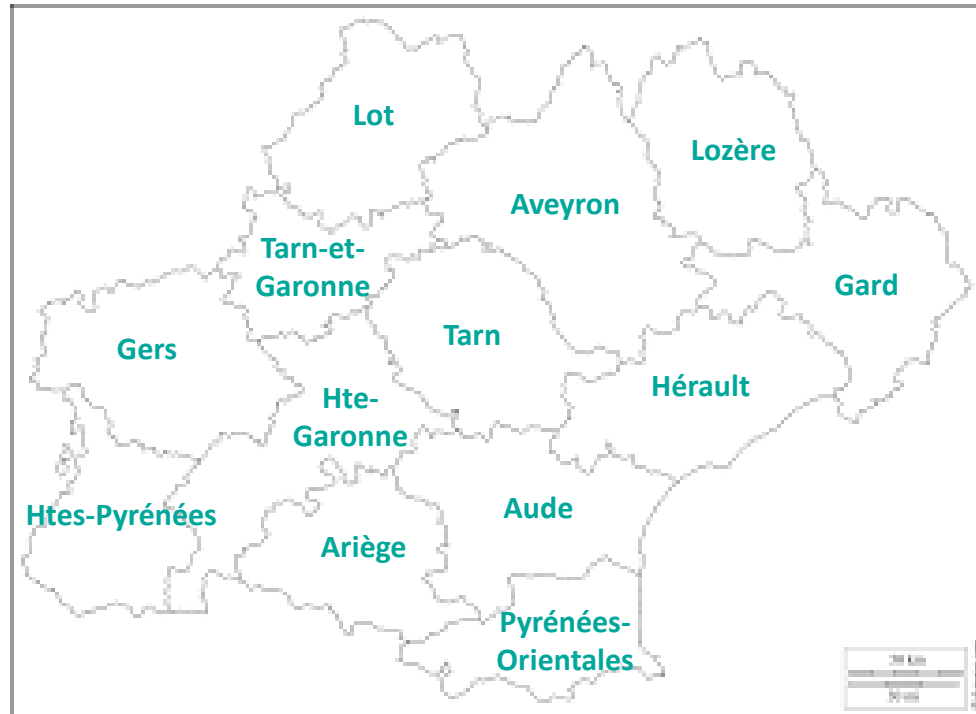 Lot
Lozère
Aveyron
Tarn-et-
Garonne
Gard
Gers
Tarn
Hérault
Hte-
Garonne
Htes-Pyrénées
Aude
Ariège
Pyrénées-
Orientales